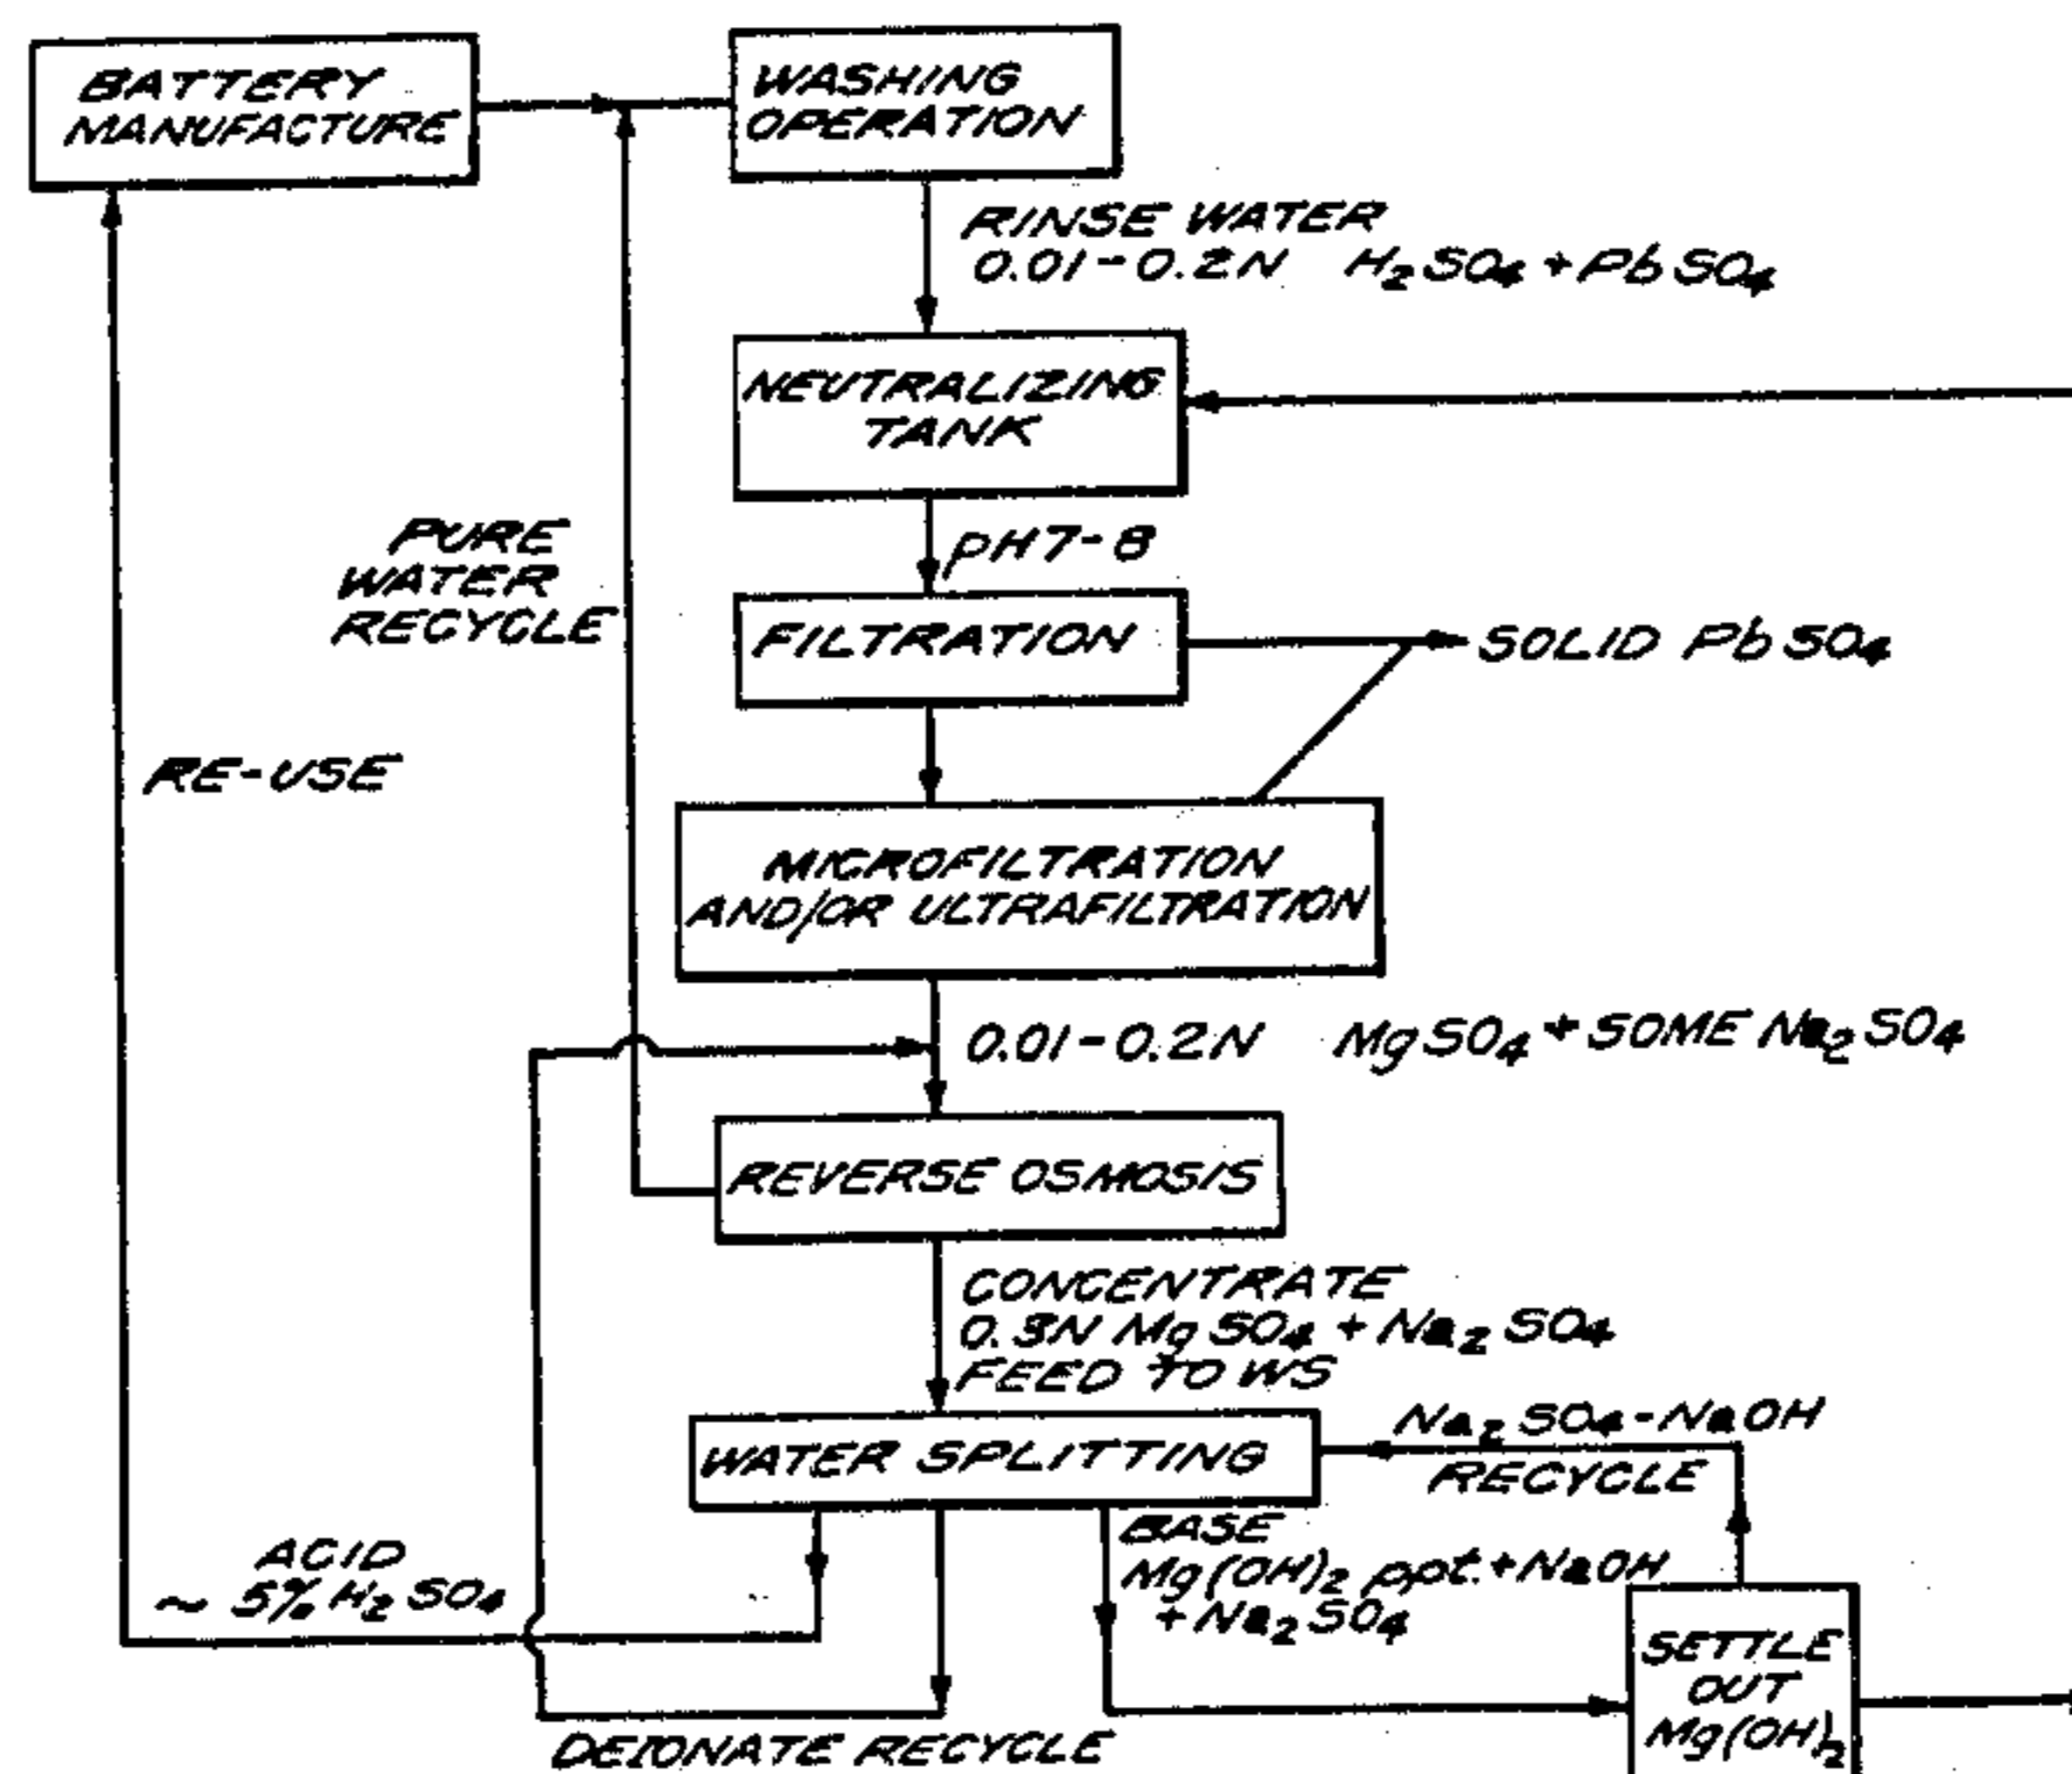 BATTERY
MANUFACTURE
WASHING
OPERATION
RINSE WATER
0.01-0.2N H₂SO₄ + PbSO₄
NEUTRALIZING
TANK
PURE
WATER
RECYCLE
pH7-8
FILTRATION
SOLID PbSO₄
RE-USE
MICROFILTRATION
AND/OR ULTRAFILTRATION
0.01-0.2N MgSO₄ + SOME Na₂SO₄
REVERSE OSMOSIS
CONCENTRATE
0.3N MgSO₄ + Na₂SO₄
FEED TO WS
WATER SPLITTING
Na₂SO₄-NaOH
RECYCLE
ACID
~ 5% H₂SO₄
BASE
Mg(OH)₂ ppt.+NaOH
+ Na₂SO₄
SETTLE
OUT
Mg(OH)₂
DEIONATE RECYCLE